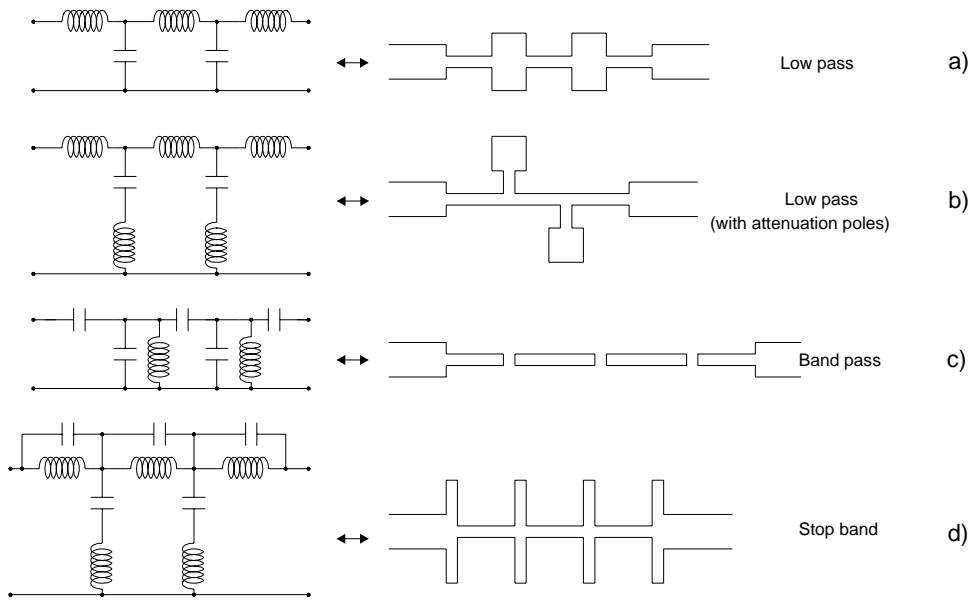 Low pass
a)
Low pass
(with attenuation poles)
b)
Band pass
c)
Stop band
d)